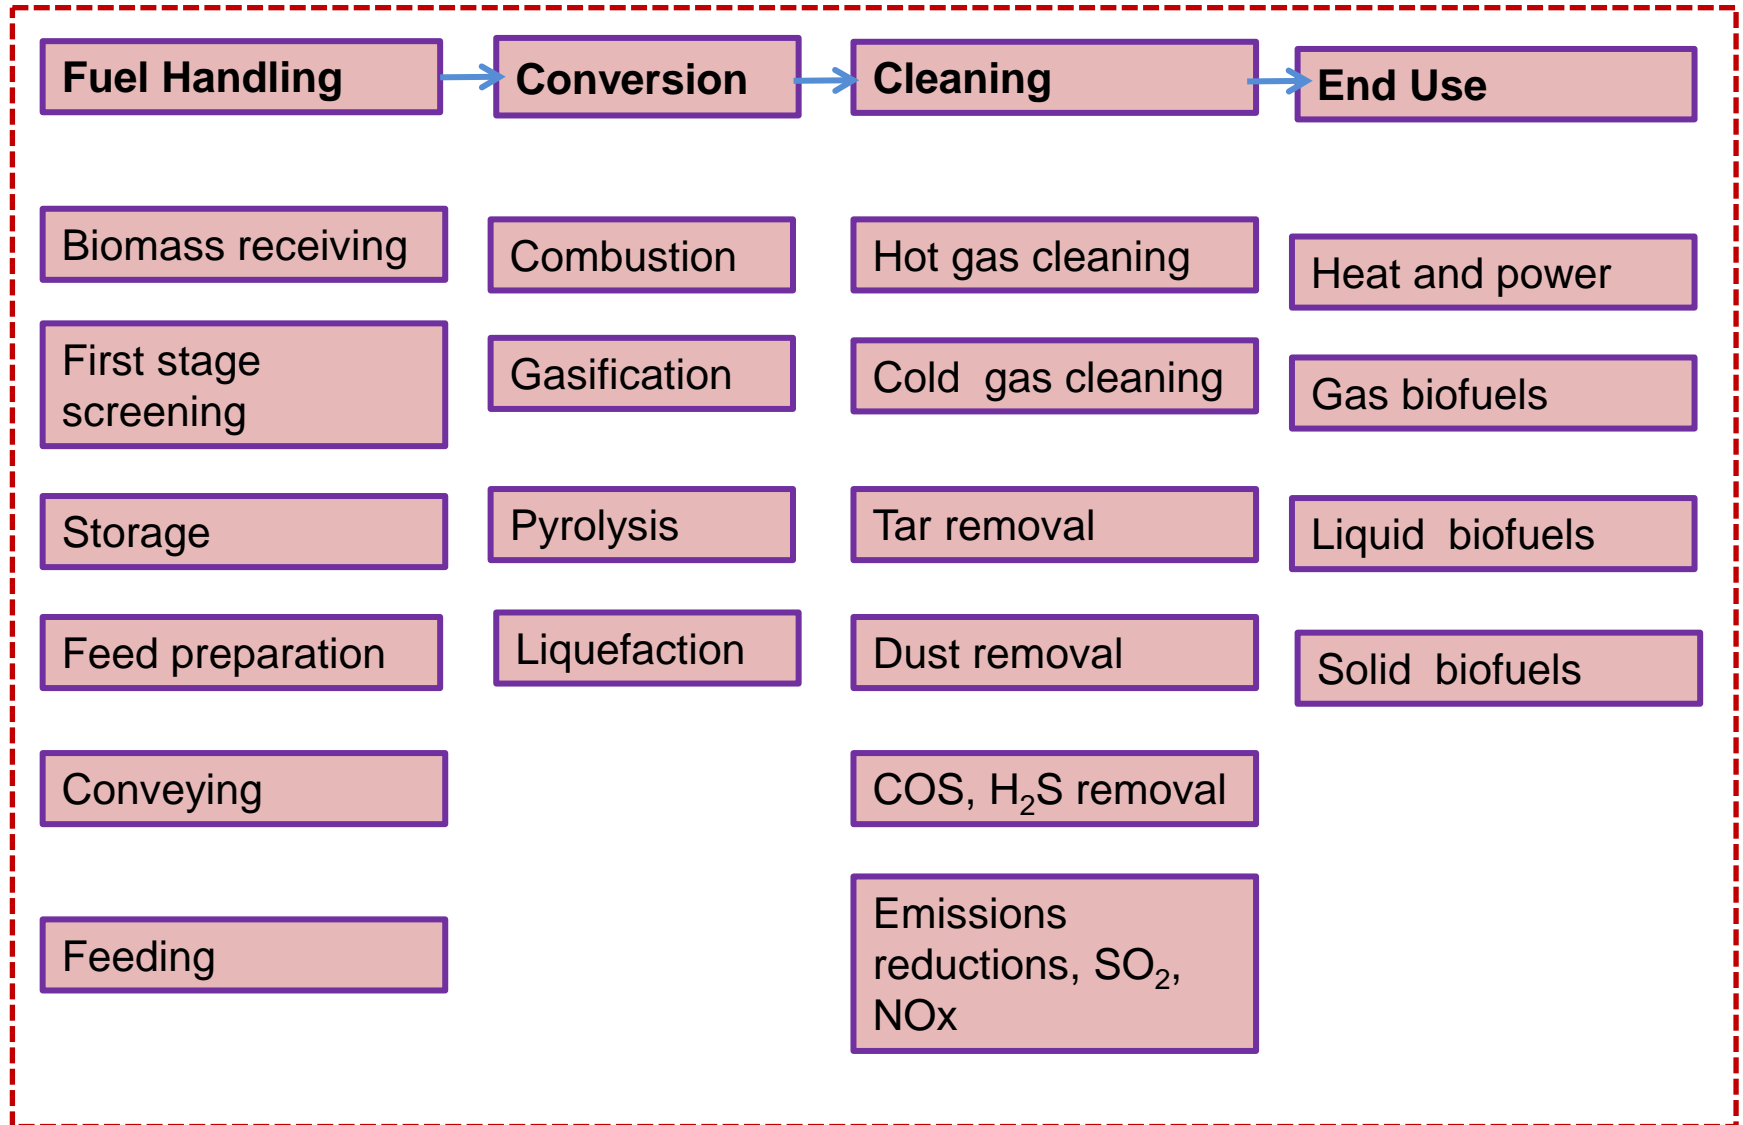 Fuel Handling
Conversion
Cleaning
End Use
Biomass receiving
First stage
screening
Storage
Feed preparation
Conveying
Feeding
Combustion
Gasification
Pyrolysis
Liquefaction
Hot gas cleaning
Cold gas cleaning
Tar removal
Dust removal
COS, H₂S removal
Emissions
reductions, SO₂,
NOx
Heat and power
Gas biofuels
Liquid biofuels
Solid biofuels